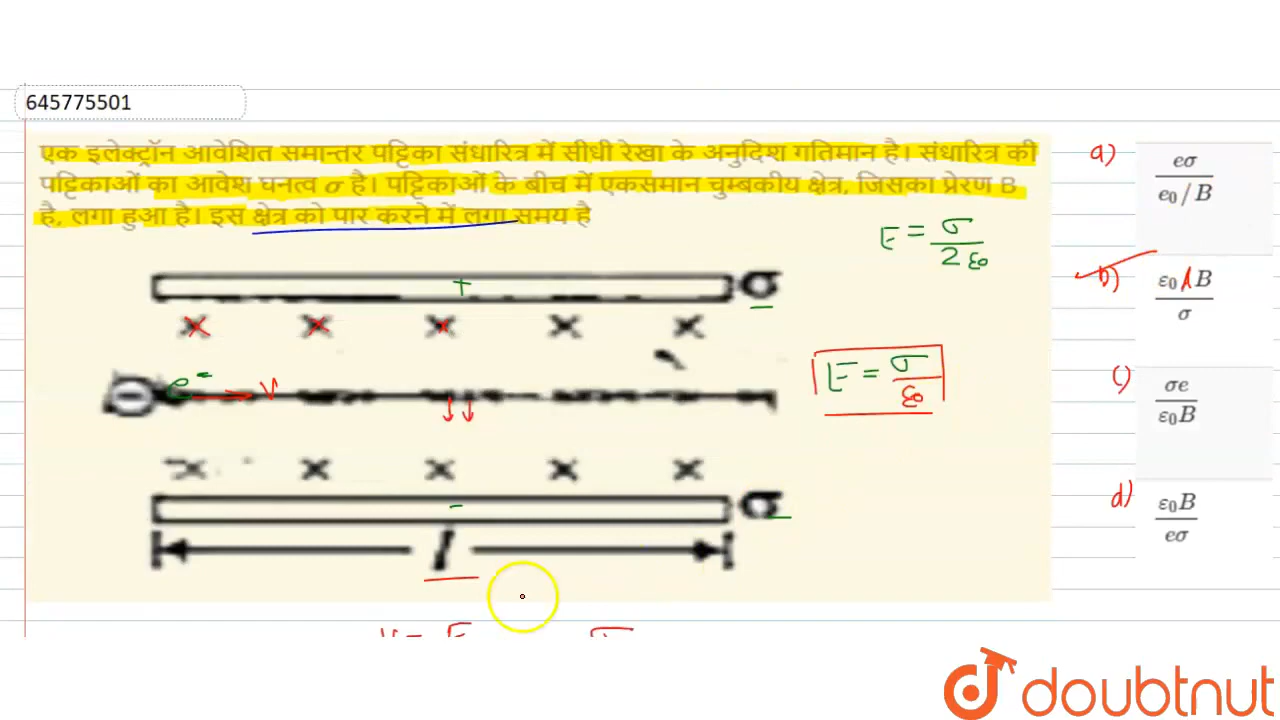 645775501
एक इलेक्ट्रॉन आवेशित समान्तर पट्टिका संधारित्र में सीधी रेखा के अनुदिश गतिमान है। संधारित्र की
पट्टिकाओं का आवेश घनत्व σ है। पट्टिकाओं के बीच में एकसमान चुम्बकीय क्षेत्र, जिसका प्रेरण B
है, लगा हुआ है। इस क्षेत्र को पार करने में लगा समय है
a) eσ / e₀/B
E = σ / 2ε₀
+ σ
× × × × ×
b) ε₀lB / σ
E = σ / ε₀
⊖ e⁻ V
c) σe / ε₀B
× × × × ×
- σ
d) ε₀B / eσ
l
doubtnut